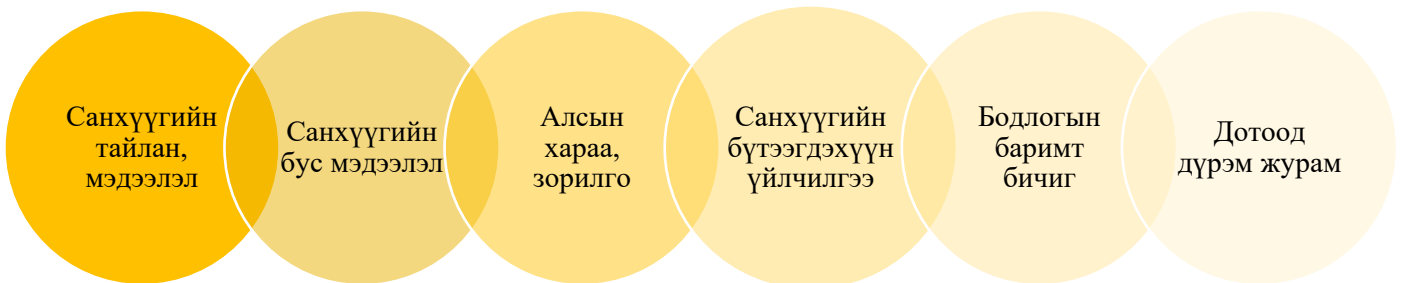 Санхүүгийн
тайлан,
мэдээлэл
Санхүүгийн
бус мэдээлэл
Алсын
хараа,
зорилго
Санхүүгийн
бүтээгдэхүүн
үйлчилгээ
Бодлогын
баримт
бичиг
Дотоод
дүрэм журам